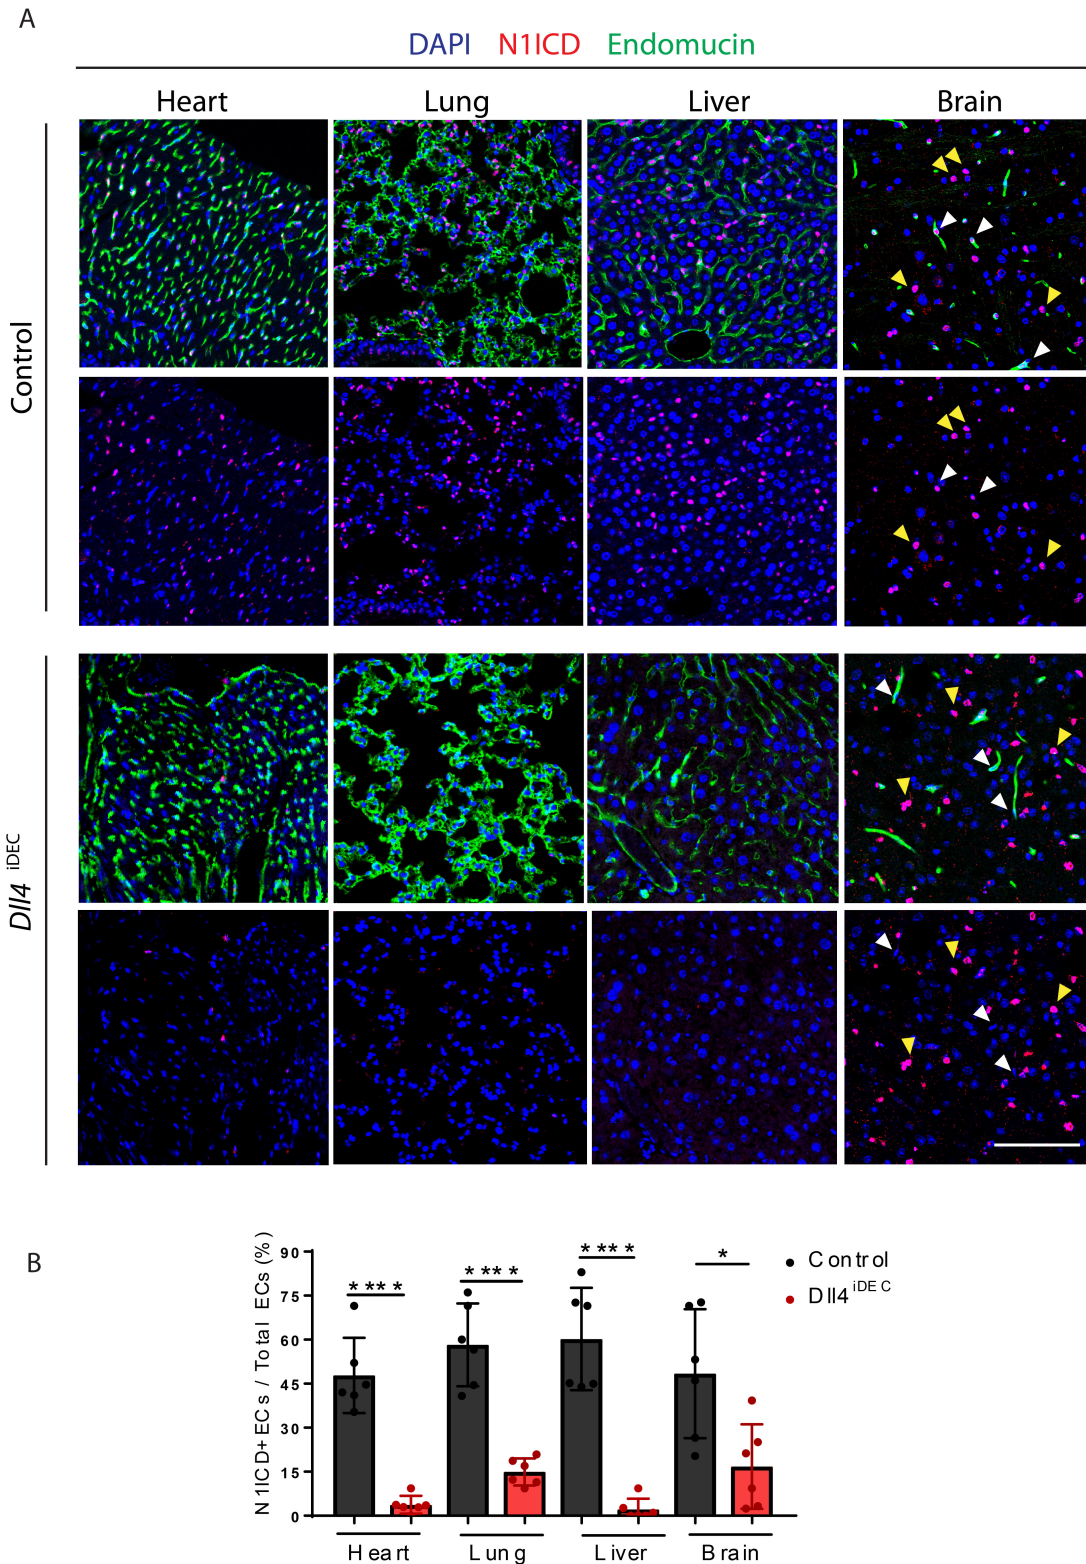 A
DAPI N1ICD Endomucin
Heart Lung Liver Brain
Control
Dll4 iDEC
B
N1ICD+ECs / Total ECs (%)
90
75
60
45
30
15
0
**** **** **** *
Control
Dll4 iDEC
Heart Lung Liver Brain